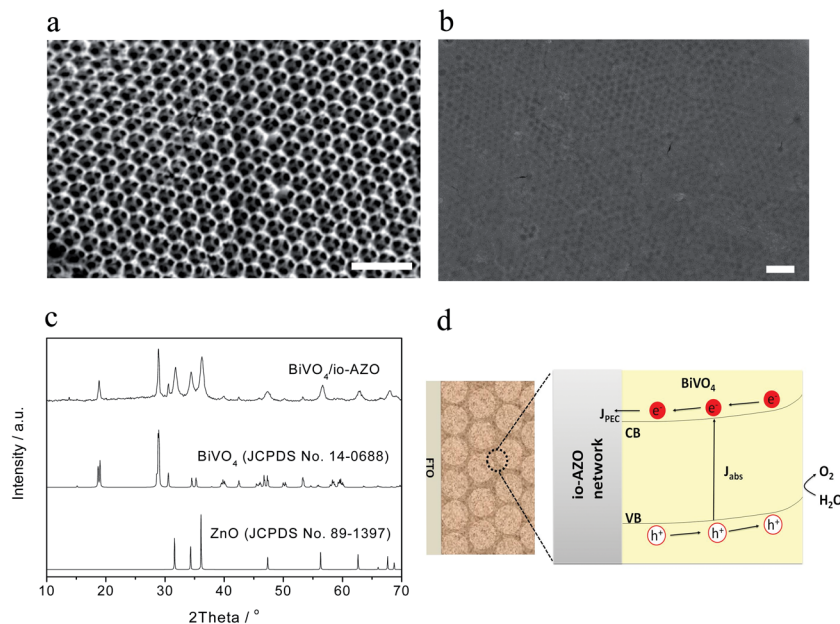 a
b
c
BiVO4/io-AZO
BiVO4 (JCPDS No. 14-0688)
ZnO (JCPDS No. 89-1397)
Intensity / a.u.
10 20 30 40 50 60 70
2Theta / °
d
FTO
io-AZO
network
BiVO4
e- e- e-
JPEC
CB
Jabs
O2
H2O
VB
h+ h+ h+